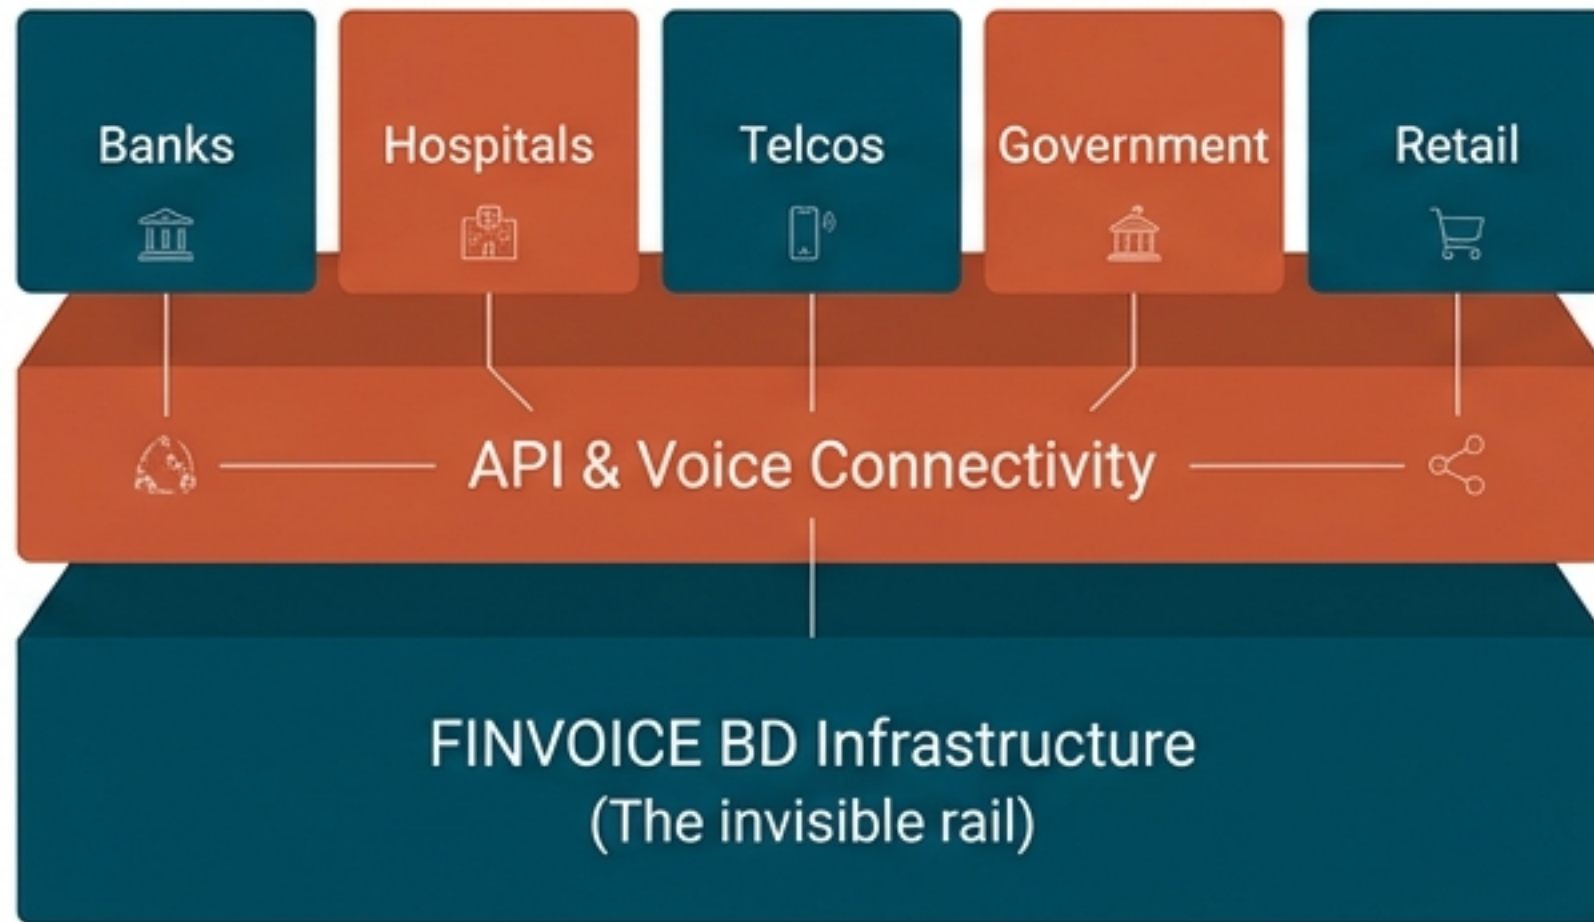 Banks
Hospitals
Telcos
Government
Retail
API & Voice Connectivity
FINVOICE BD Infrastructure
(The invisible rail)